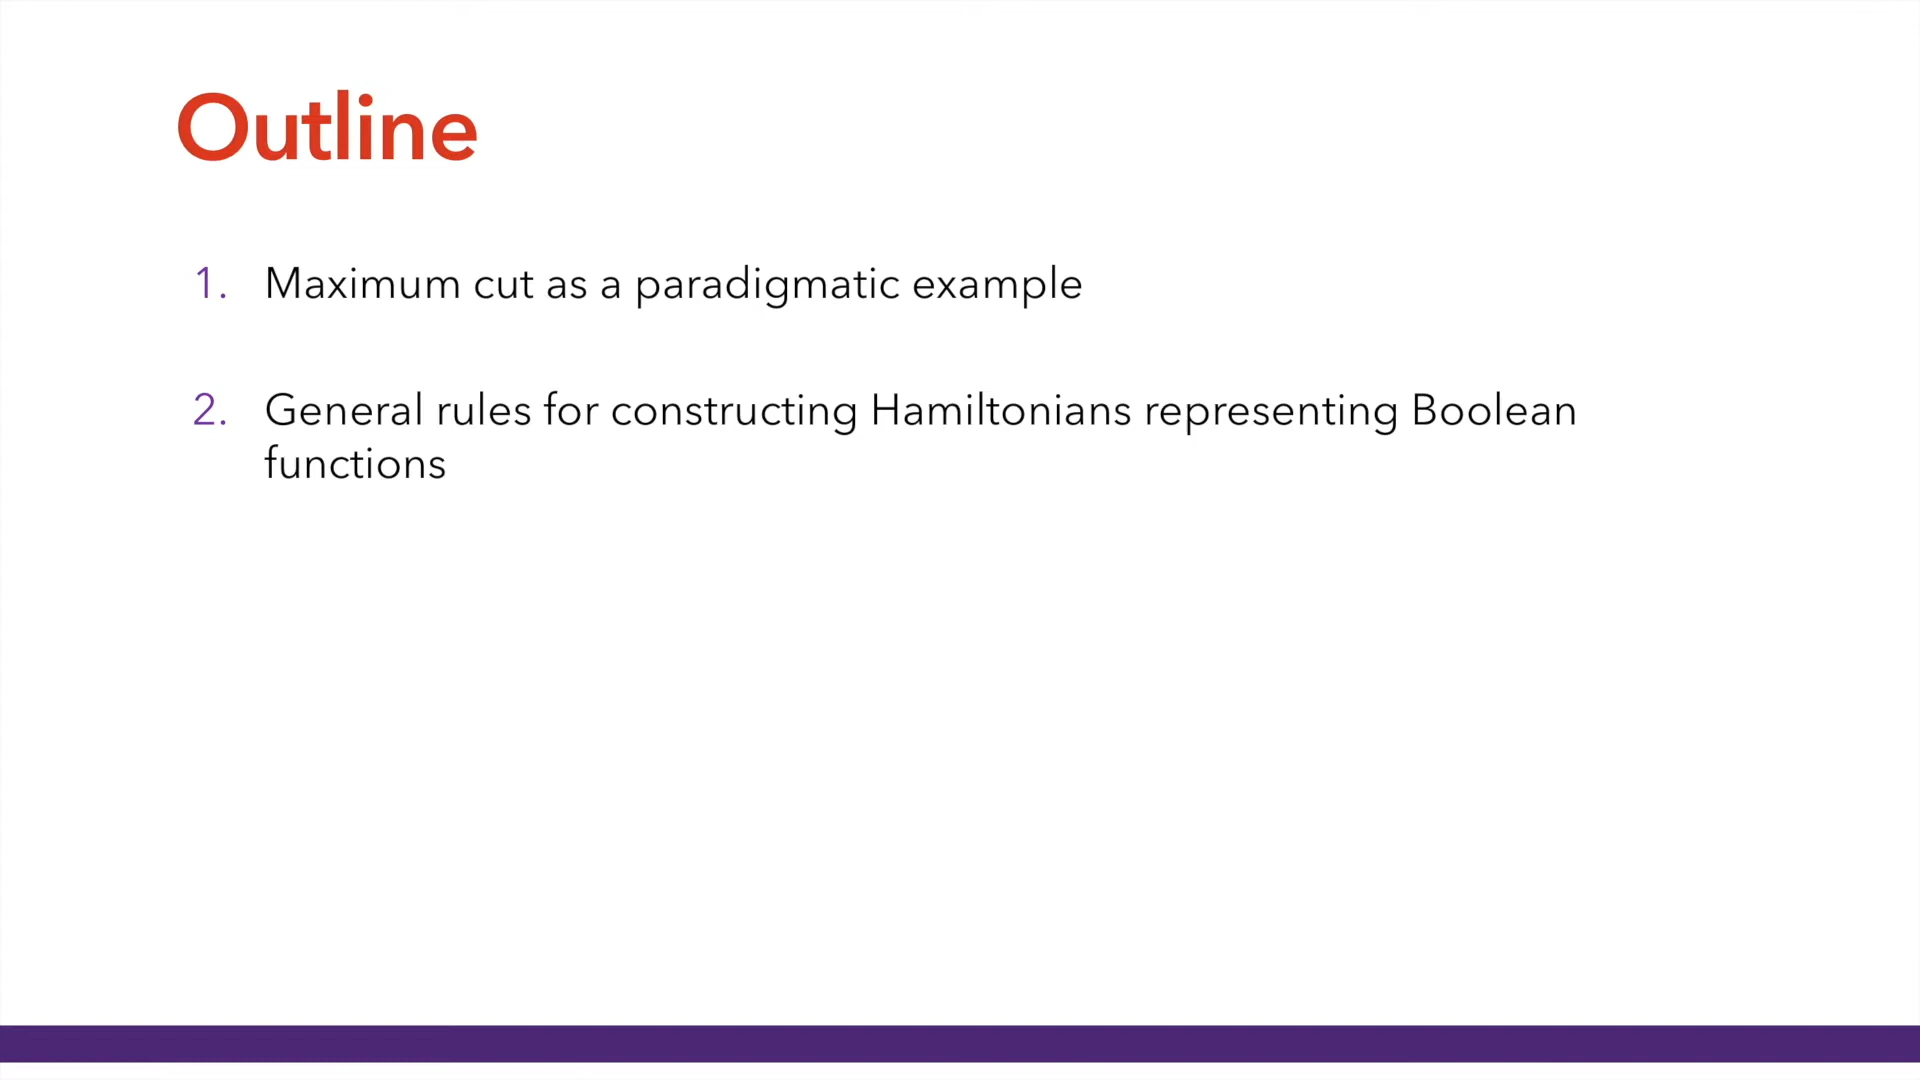 Outline
1. Maximum cut as a paradigmatic example
2. General rules for constructing Hamiltonians representing Boolean
functions